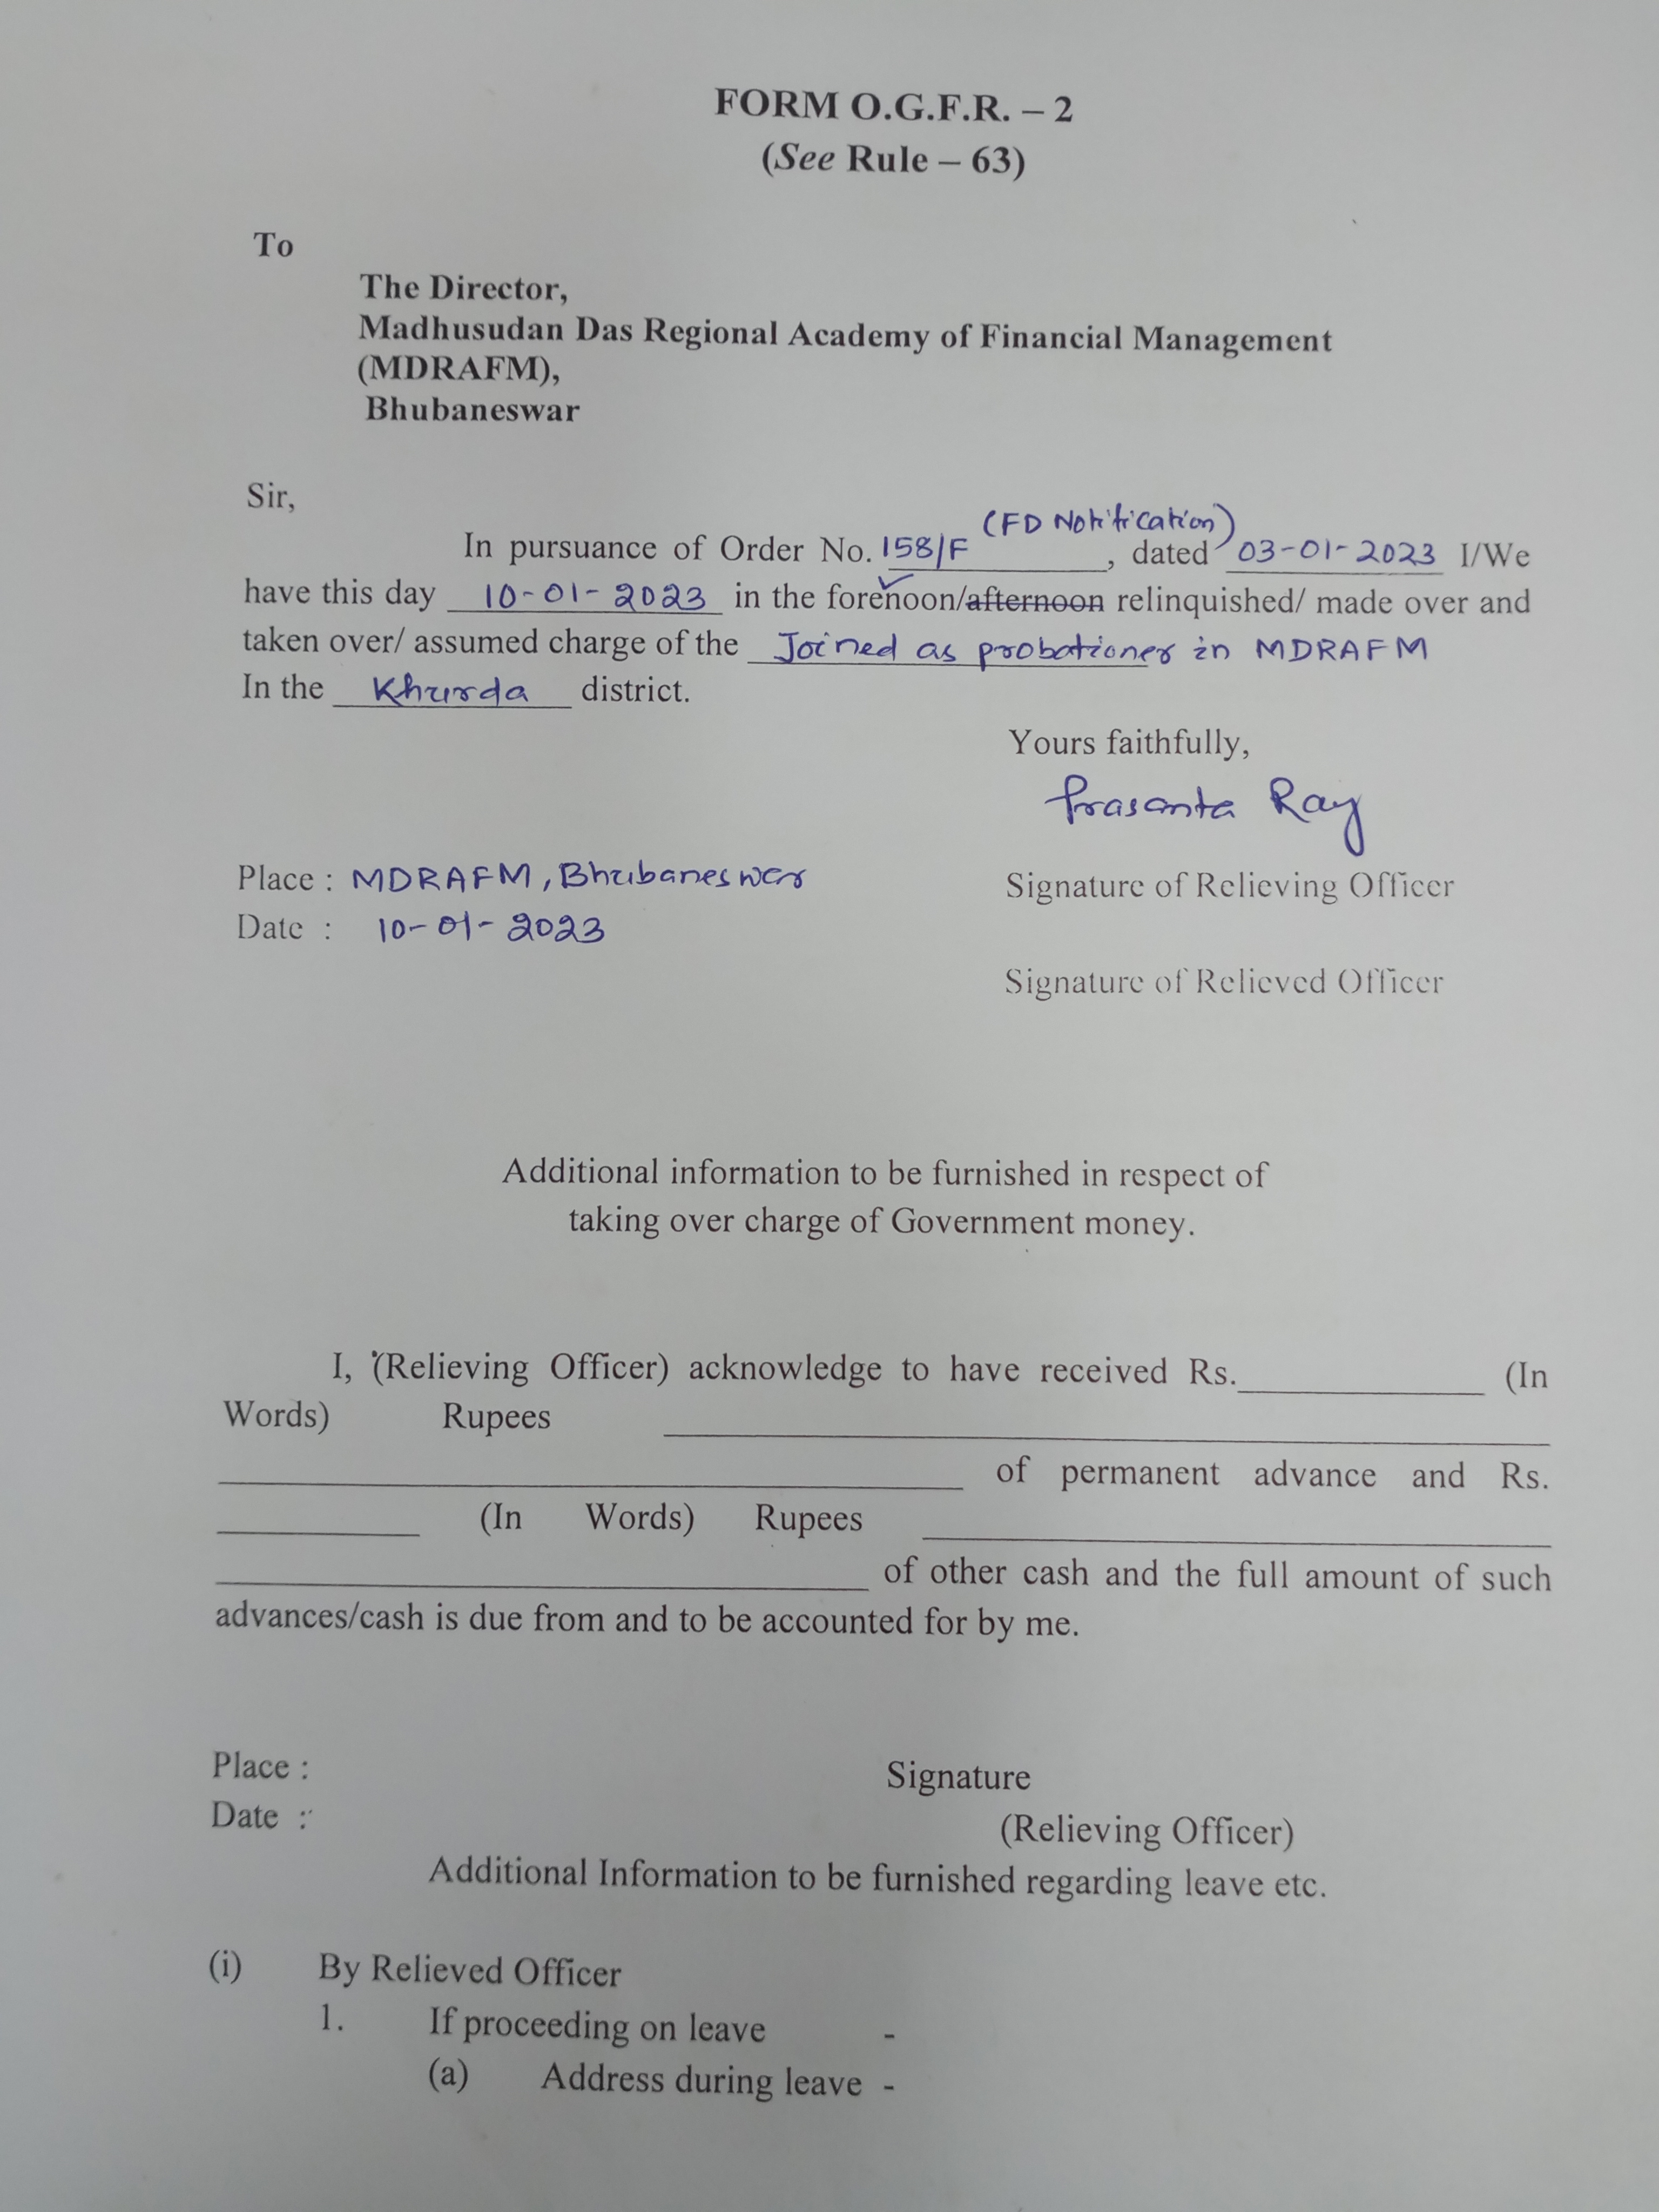 FORM O.G.F.R. – 2
(See Rule – 63)
To
The Director,
Madhusudan Das Regional Academy of Financial Management
(MDRAFM),
Bhubaneswar
Sir,
(FD Notification)
In pursuance of Order No. 158/F, dated 03-01-2023 I/We
have this day 10-01-2023 in the forenoon/afternoon relinquished/ made over and
taken over/ assumed charge of the Joined as probationer in MDRAFM
In the Khurda district.
Yours faithfully,
Prasanta Ray
Place : MDRAFM, Bhubaneswar
Signature of Relieving Officer
Date : 10-01-2023
Signature of Relieved Officer
Additional information to be furnished in respect of
taking over charge of Government money.
I, (Relieving Officer) acknowledge to have received Rs. (In
Words) Rupees
of permanent advance and Rs.
(In Words) Rupees
of other cash and the full amount of such
advances/cash is due from and to be accounted for by me.
Place :
Signature
Date :
(Relieving Officer)
Additional Information to be furnished regarding leave etc.
(i) By Relieved Officer
1. If proceeding on leave -
(a) Address during leave -